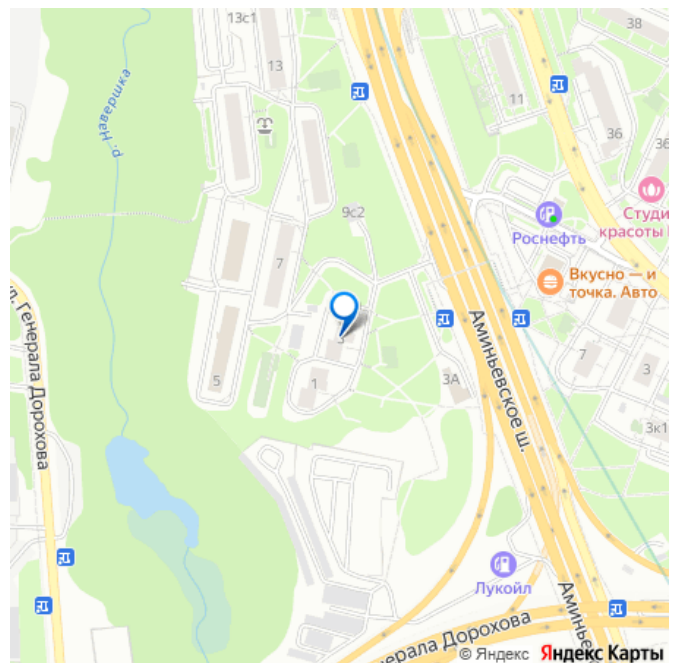 13с1
38
13
р. Навершка
11
36
36
9с2
Роснефть
Студи
красоты
Вкусно — и
точка. Авто
7
ул. Генерала Дорохова
3
Аминьевское ш.
7
3
5
1
3А
3к1
Лукойл
Аминье
Генерала Дорохова
© Яндекс Яндекс Карты